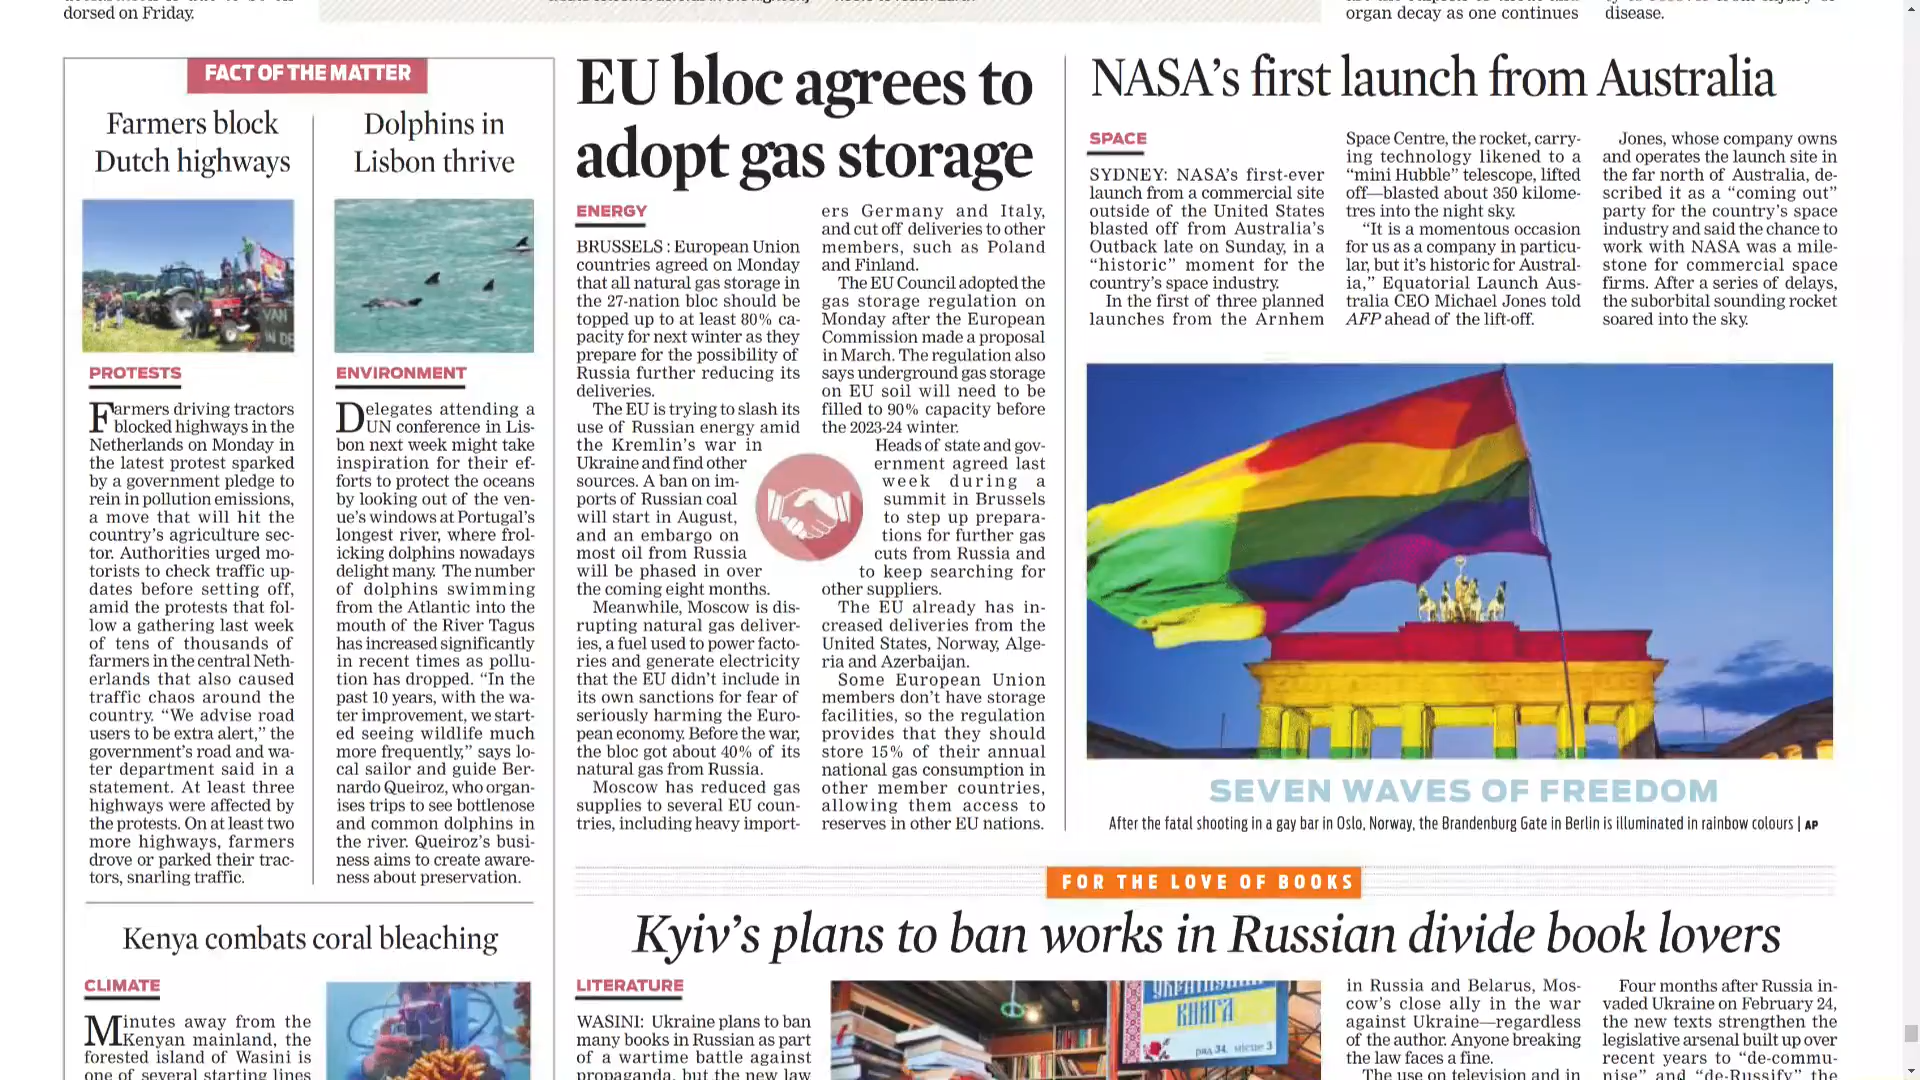 dorsed on Friday.
organ decay as one continues
disease.
FACT OF THE MATTER
Farmers block
Dutch highways
PROTESTS
Farmers driving tractors
blocked highways in the
Netherlands on Monday in
the latest protest sparked
by a government pledge to
rein in pollution emissions,
a move that will hit the
country's agriculture sec-
tor. Authorities urged mo-
torists to check traffic up-
dates before setting off,
amid the protests that fol-
low a gathering last week
of tens of thousands of
farmers in the central Neth-
erlands that also caused
traffic chaos around the
country. “We advise road
users to be extra alert,” the
government's road and wa-
ter department said in a
statement. At least three
highways were affected by
the protests. On at least two
more highways, farmers
drove or parked their trac-
tors, snarling traffic.
Dolphins in
Lisbon thrive
ENVIRONMENT
Delegates attending a
UN conference in Lis-
bon next week might take
inspiration for their ef-
forts to protect the oceans
by looking out of the ven-
ue's windows at Portugal's
longest river, where frol-
icking dolphins nowadays
delight many. The number
of dolphins swimming
from the Atlantic into the
mouth of the River Tagus
has increased significantly
in recent times as pollu-
tion has dropped. “In the
past 10 years, with the wa-
ter improvement, we start-
ed seeing wildlife much
more frequently,” says lo-
cal sailor and guide Ber-
nardo Queiroz, who organ-
ises trips to see bottlenose
and common dolphins in
the river. Queiroz's busi-
ness aims to create aware-
ness about preservation.
Kenya combats coral bleaching
CLIMATE
Minutes away from the
Kenyan mainland, the
forested island of Wasini is
one of several starting lines
EU bloc agrees to
adopt gas storage
ENERGY
BRUSSELS : European Union
countries agreed on Monday
that all natural gas storage in
the 27-nation bloc should be
topped up to at least 80% ca-
pacity for next winter as they
prepare for the possibility of
Russia further reducing its
deliveries.
The EU is trying to slash its
use of Russian energy amid
the Kremlin's war in
Ukraine and find other
sources. A ban on im-
ports of Russian coal
will start in August,
and an embargo on
most oil from Russia
will be phased in over
the coming eight months.
Meanwhile, Moscow is dis-
rupting natural gas deliver-
ies, a fuel used to power facto-
ries and generate electricity
that the EU didn't include in
its own sanctions for fear of
seriously harming the Euro-
pean economy. Before the war,
the bloc got about 40% of its
natural gas from Russia.
Moscow has reduced gas
supplies to several EU coun-
tries, including heavy import-
ers Germany and Italy,
and cut off deliveries to other
members, such as Poland
and Finland.
The EU Council adopted the
gas storage regulation on
Monday after the European
Commission made a proposal
in March. The regulation also
says underground gas storage
on EU soil will need to be
filled to 90% capacity before
the 2023-24 winter.
Heads of state and gov-
ernment agreed last
week during a
summit in Brussels
to step up prepara-
tions for further gas
cuts from Russia and
to keep searching for
other suppliers.
The EU already has in-
creased deliveries from the
United States, Norway, Alge-
ria and Azerbaijan.
Some European Union
members don't have storage
facilities, so the regulation
provides that they should
store 15% of their annual
national gas consumption in
other member countries,
allowing them access to
reserves in other EU nations.
NASA's first launch from Australia
SPACE
SYDNEY: NASA's first-ever
launch from a commercial site
outside of the United States
blasted off from Australia's
Outback late on Sunday, in a
“historic” moment for the
country's space industry.
In the first of three planned
launches from the Arnhem
Space Centre, the rocket, carry-
ing technology likened to a
“mini Hubble” telescope, lifted
off—blasted about 350 kilome-
tres into the night sky.
“It is a momentous occasion
for us as a company in particu-
lar, but it's historic for Austral-
ia,” Equatorial Launch Aus-
tralia CEO Michael Jones told
AFP ahead of the lift-off.
Jones, whose company owns
and operates the launch site in
the far north of Australia, de-
scribed it as a “coming out”
party for the country's space
industry and said the chance to
work with NASA was a mile-
stone for commercial space
firms. After a series of delays,
the suborbital sounding rocket
soared into the sky.
SEVEN WAVES OF FREEDOM
After the fatal shooting in a gay bar in Oslo, Norway, the Brandenburg Gate in Berlin is illuminated in rainbow colours | AP
FOR THE LOVE OF BOOKS
Kyiv's plans to ban works in Russian divide book lovers
LITERATURE
WASINI: Ukraine plans to ban
many books in Russian as part
of a wartime battle against
propaganda, but the new law
КНИГА
in Russia and Belarus, Mos-
cow's close ally in the war
against Ukraine—regardless
of the author. Anyone breaking
the law faces a fine.
The use on television and in
Four months after Russia in-
vaded Ukraine on February 24,
the new texts strengthen the
legislative arsenal built up over
recent years to “de-commu-
nise” and “de-Russify” the